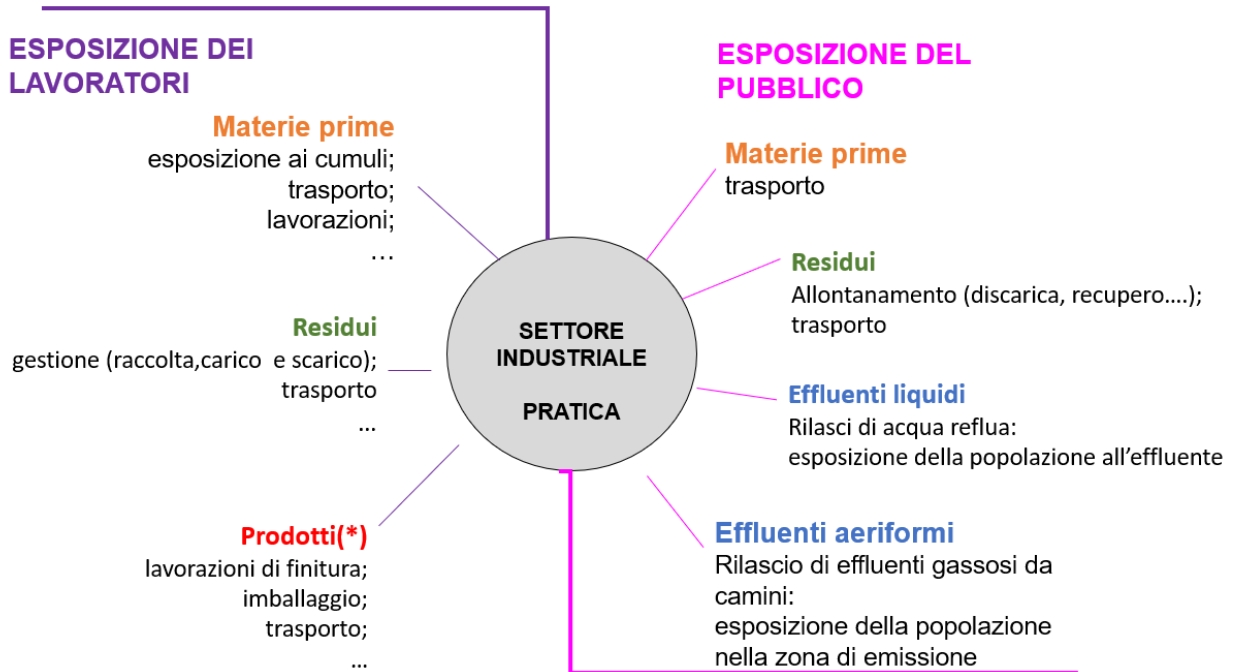 ESPOSIZIONE DEI
LAVORATORI
Materie prime
esposizione ai cumuli;
trasporto;
lavorazioni;
…
Residui
gestione (raccolta,carico e scarico);
trasporto
...
Prodotti(*)
lavorazioni di finitura;
imballaggio;
trasporto;
...
SETTORE
INDUSTRIALE
PRATICA
ESPOSIZIONE DEL
PUBBLICO
Materie prime
trasporto
Residui
Allontanamento (discarica, recupero….);
trasporto
Effluenti liquidi
Rilasci di acqua reflua:
esposizione della popolazione all’effluente
Effluenti aeriformi
Rilascio di effluenti gassosi da
camini:
esposizione della popolazione
nella zona di emissione